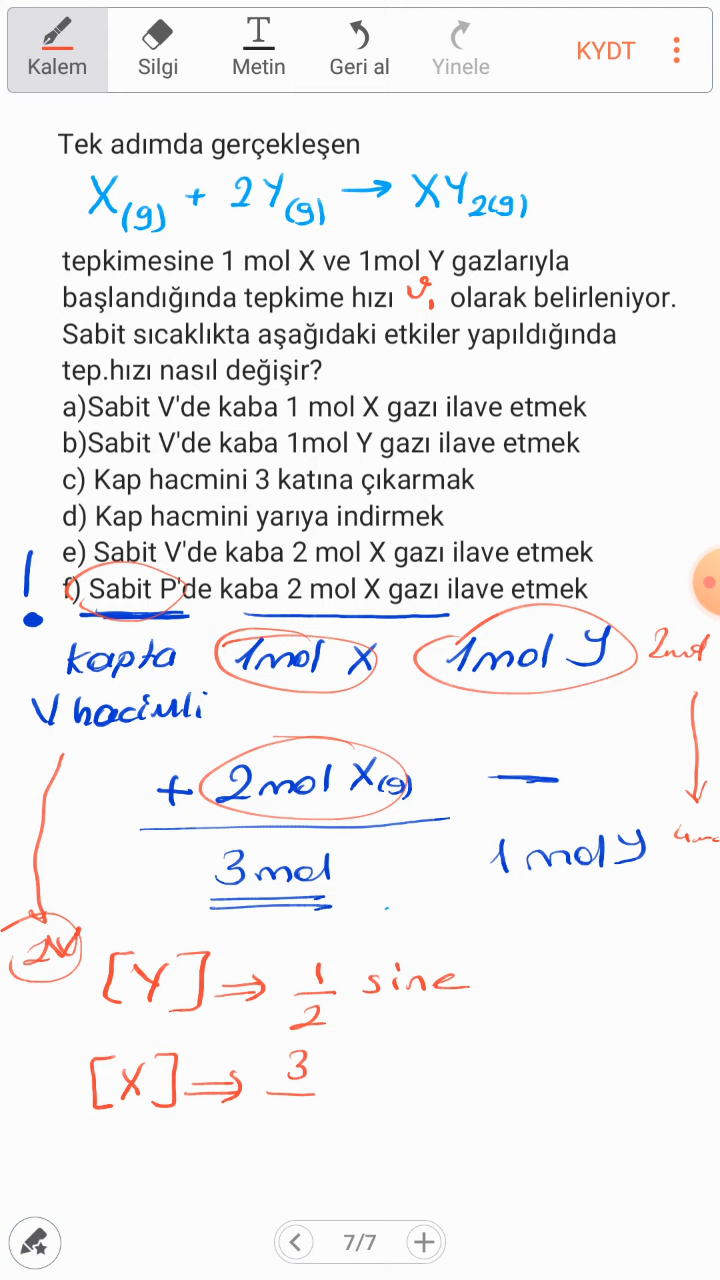 Kalem Silgi Metin Geri al Yinele KYDT
Tek adımda gerçekleşen
X(g) + 2Y(g) → XY2(g)
tepkimesine 1 mol X ve 1mol Y gazlarıyla
başlandığında tepkime hızı ϑ1 olarak belirleniyor.
Sabit sıcaklıkta aşağıdaki etkiler yapıldığında
tep.hızı nasıl değişir?
a)Sabit V'de kaba 1 mol X gazı ilave etmek
b)Sabit V'de kaba 1mol Y gazı ilave etmek
c) Kap hacmini 3 katına çıkarmak
d) Kap hacmini yarıya indirmek
e) Sabit V'de kaba 2 mol X gazı ilave etmek
! f) Sabit P'de kaba 2 mol X gazı ilave etmek
kapta 1mol X 1mol Y 2mol
V hacimli
+ 2mol X(g) —
3mol 1 mol Y
2V
[Y] ⇒ 1/2 sine
[X] ⇒ 3
7/7